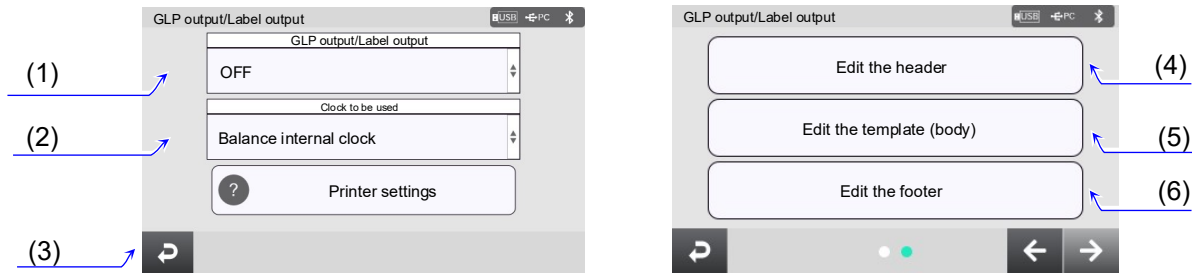 GLP output/Label output
USB PC
GLP output/Label output
(1)
OFF
Clock to be used
(2)
Balance internal clock
? Printer settings
(3)
GLP output/Label output
USB PC
Edit the header
(4)
Edit the template (body)
(5)
Edit the footer
(6)